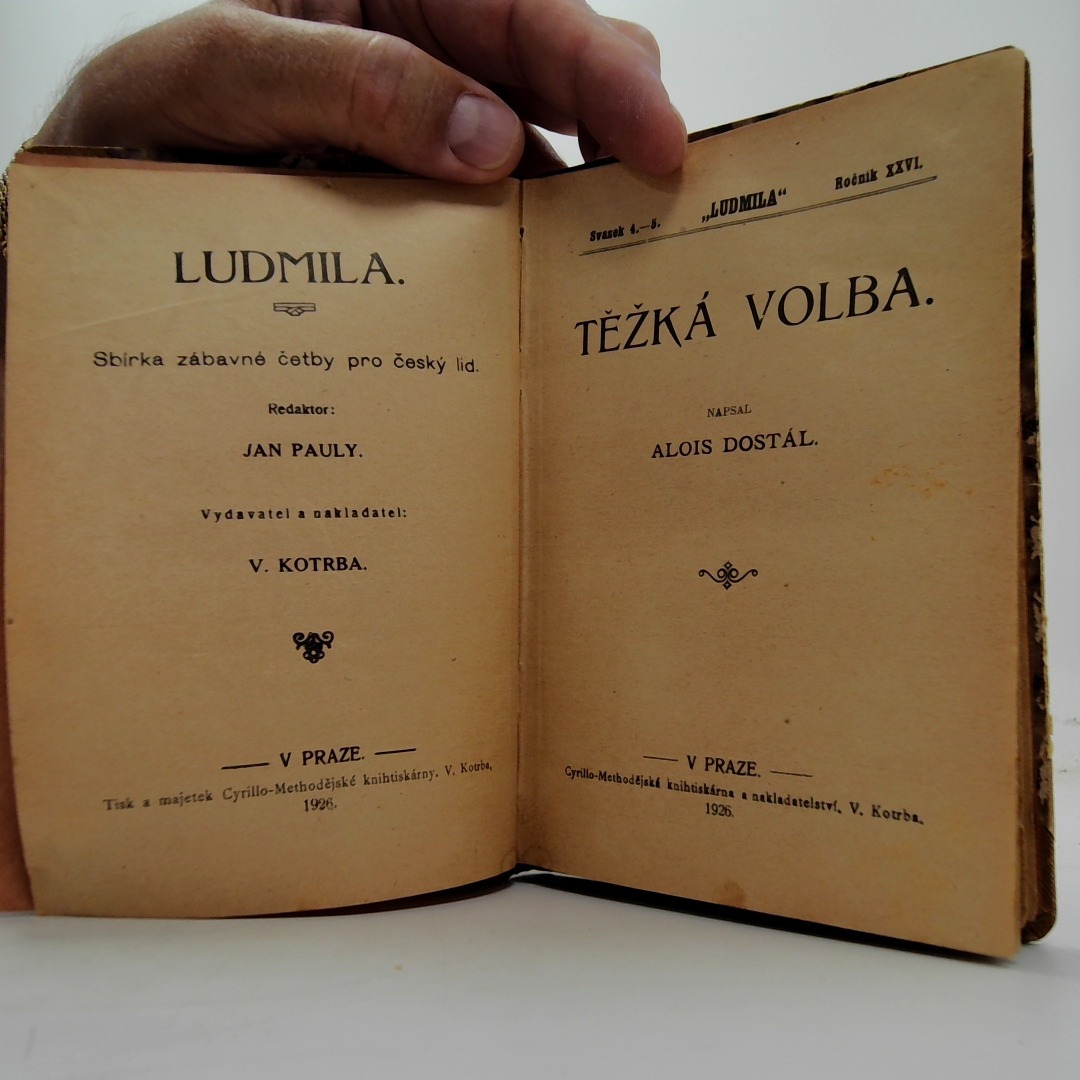 LUDMILA.
Sbírka zábavné četby pro český lid.
Redaktor:
JAN PAULY.
Vydavatel a nakladatel:
V. KOTRBA.
V PRAZE.
Tisk a majetek Cyrillo-Methodějské knihtiskárny, V. Kotrba,
1926.
Svazek 4.—5. „LUDMILA“ Ročník XXVI.
TĚŽKÁ VOLBA.
NAPSAL
ALOIS DOSTÁL.
V PRAZE.
Cyrillo-Methodějská knihtiskárna a nakladatelství, V. Kotrba,
1926.